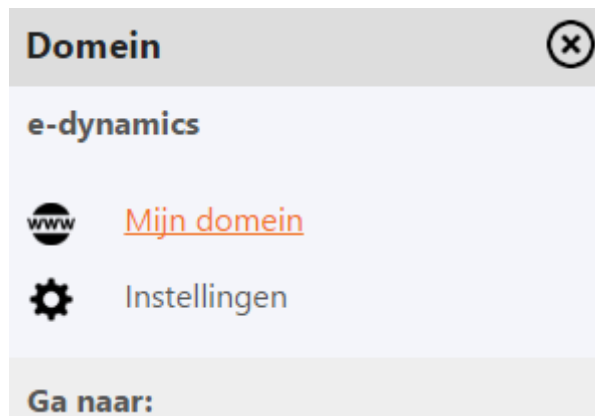 Domein
e-dynamics
www
Mijn domein
Instellingen
Ga naar: